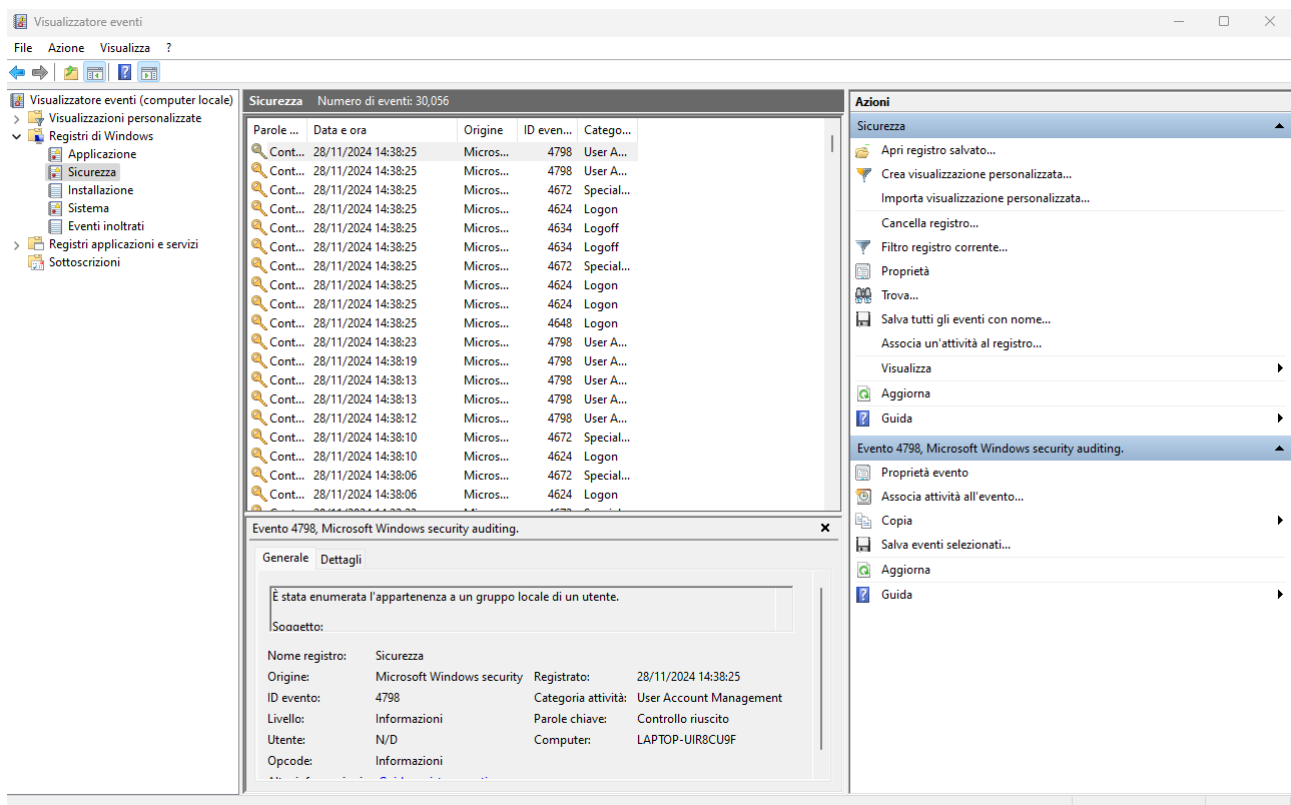 Visualizzatore eventi
File Azione Visualizza ?
Visualizzatore eventi (computer locale)
Visualizzazioni personalizzate
Registri di Windows
Applicazione
Sicurezza
Installazione
Sistema
Eventi inoltrati
Registri applicazioni e servizi
Sottoscrizioni
Sicurezza Numero di eventi: 30,056
Parole ... Data e ora Origine ID even... Catego...
Cont... 28/11/2024 14:38:25 Micros... 4798 User A...
Cont... 28/11/2024 14:38:25 Micros... 4798 User A...
Cont... 28/11/2024 14:38:25 Micros... 4672 Special...
Cont... 28/11/2024 14:38:25 Micros... 4624 Logon
Cont... 28/11/2024 14:38:25 Micros... 4634 Logoff
Cont... 28/11/2024 14:38:25 Micros... 4634 Logoff
Cont... 28/11/2024 14:38:25 Micros... 4672 Special...
Cont... 28/11/2024 14:38:25 Micros... 4624 Logon
Cont... 28/11/2024 14:38:25 Micros... 4624 Logon
Cont... 28/11/2024 14:38:25 Micros... 4648 Logon
Cont... 28/11/2024 14:38:23 Micros... 4798 User A...
Cont... 28/11/2024 14:38:19 Micros... 4798 User A...
Cont... 28/11/2024 14:38:13 Micros... 4798 User A...
Cont... 28/11/2024 14:38:13 Micros... 4798 User A...
Cont... 28/11/2024 14:38:12 Micros... 4798 User A...
Cont... 28/11/2024 14:38:10 Micros... 4672 Special...
Cont... 28/11/2024 14:38:10 Micros... 4624 Logon
Cont... 28/11/2024 14:38:06 Micros... 4672 Special...
Cont... 28/11/2024 14:38:06 Micros... 4624 Logon
Evento 4798, Microsoft Windows security auditing.
Generale Dettagli
È stata enumerata l'appartenenza a un gruppo locale di un utente.
Soggetto:
Nome registro: Sicurezza
Origine: Microsoft Windows security Registrato: 28/11/2024 14:38:25
ID evento: 4798 Categoria attività: User Account Management
Livello: Informazioni Parole chiave: Controllo riuscito
Utente: N/D Computer: LAPTOP-UIR8CU9F
Opcode: Informazioni
Azioni
Sicurezza
Apri registro salvato...
Crea visualizzazione personalizzata...
Importa visualizzazione personalizzata...
Cancella registro...
Filtro registro corrente...
Proprietà
Trova...
Salva tutti gli eventi con nome...
Associa un'attività al registro...
Visualizza
Aggiorna
Guida
Evento 4798, Microsoft Windows security auditing.
Proprietà evento
Associa attività all'evento...
Copia
Salva eventi selezionati...
Aggiorna
Guida